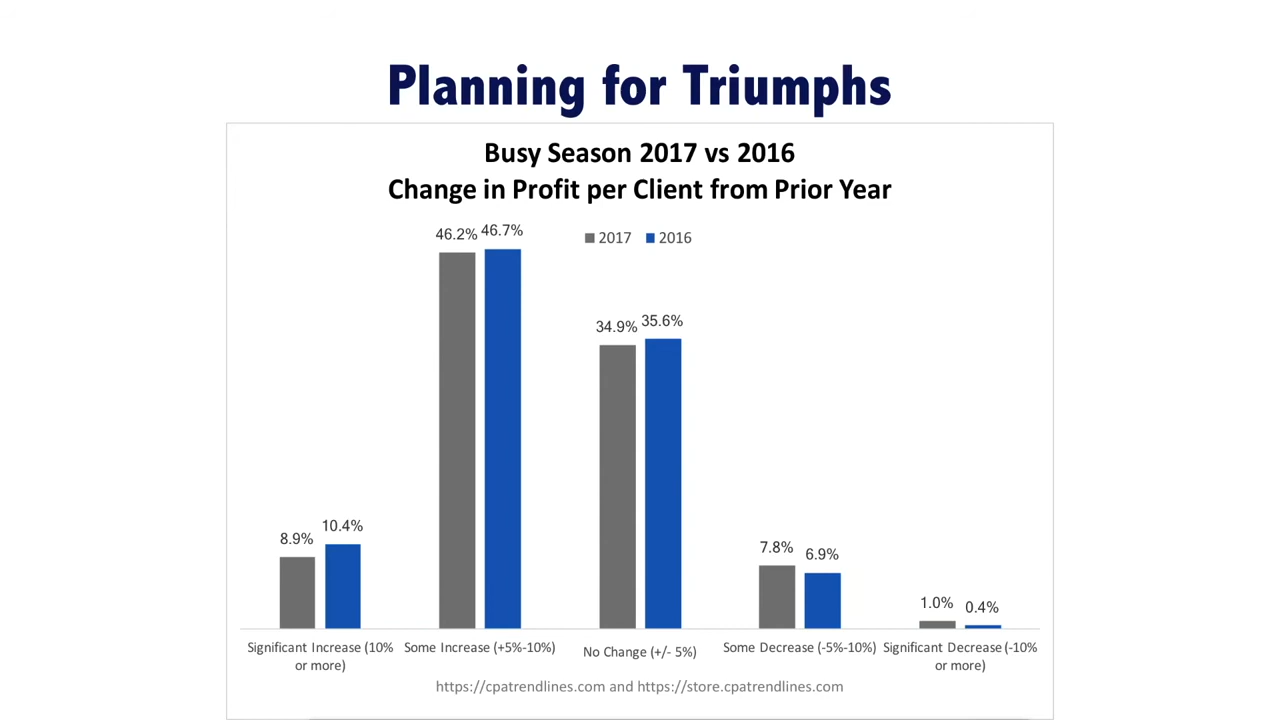 Planning for Triumphs
Busy Season 2017 vs 2016
Change in Profit per Client from Prior Year
2017 2016
46.2% 46.7%
34.9% 35.6%
8.9% 10.4%
7.8% 6.9%
1.0% 0.4%
Significant Increase (10% or more)
Some Increase (+5%-10%)
No Change (+/- 5%)
Some Decrease (-5%-10%)
Significant Decrease (-10% or more)
https://cpatrendlines.com and https://store.cpatrendlines.com